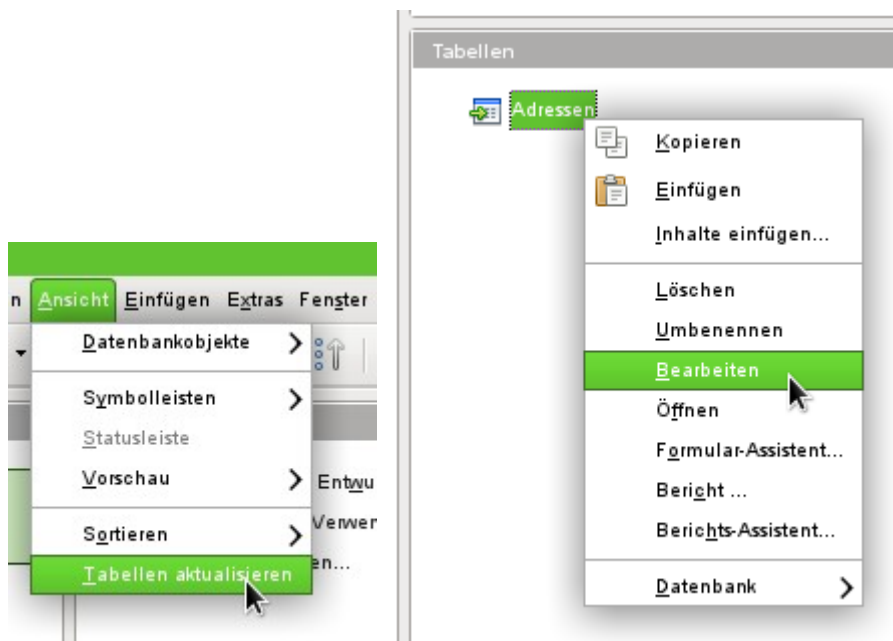 n Ansicht Einfügen Extras Fenster
Datenbankobjekte
Symbolleisten
Statusleiste
Vorschau
Sortieren
Tabellen aktualisieren
Entwu
Verwen
en...
Tabellen
Adressen
Kopieren
Einfügen
Inhalte einfügen...
Löschen
Umbenennen
Bearbeiten
Öffnen
Formular-Assistent...
Bericht ...
Berichts-Assistent...
Datenbank